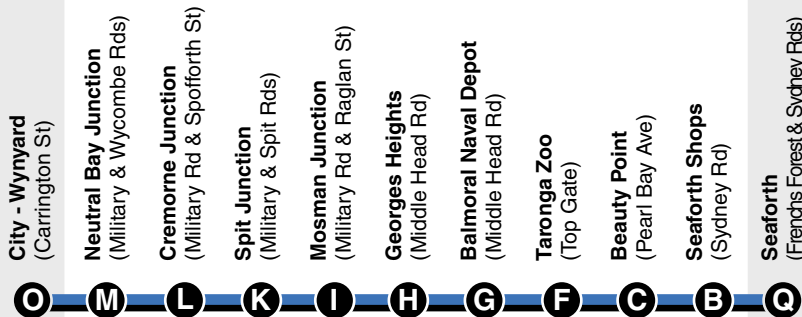 City - Wynyard
(Carrington St)
Neutral Bay Junction
(Military & Wycombe Rds)
Cremorne Junction
(Military Rd & Spofforth St)
Spit Junction
(Military & Spit Rds)
Mosman Junction
(Military Rd & Raglan St)
Georges Heights
(Middle Head Rd)
Balmoral Naval Depot
(Middle Head Rd)
Taronga Zoo
(Top Gate)
Beauty Point
(Pearl Bay Ave)
Seaforth Shops
(Sydney Rd)
Seaforth
(Frenchs Forest & Sydney Rds)
O M L K I H G F C B Q